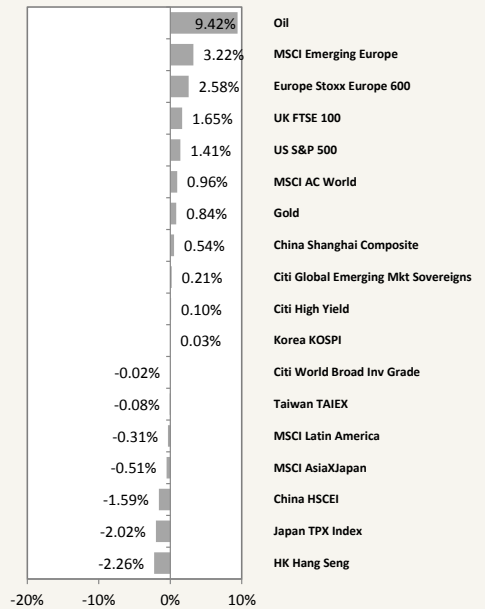 9.42% Oil
3.22% MSCI Emerging Europe
2.58% Europe Stoxx Europe 600
1.65% UK FTSE 100
1.41% US S&P 500
0.96% MSCI AC World
0.84% Gold
0.54% China Shanghai Composite
0.21% Citi Global Emerging Mkt Sovereigns
0.10% Citi High Yield
0.03% Korea KOSPI
-0.02% Citi World Broad Inv Grade
-0.08% Taiwan TAIEX
-0.31% MSCI Latin America
-0.51% MSCI AsiaXJapan
-1.59% China HSCEI
-2.02% Japan TPX Index
-2.26% HK Hang Seng
-20% -10% 0% 10%